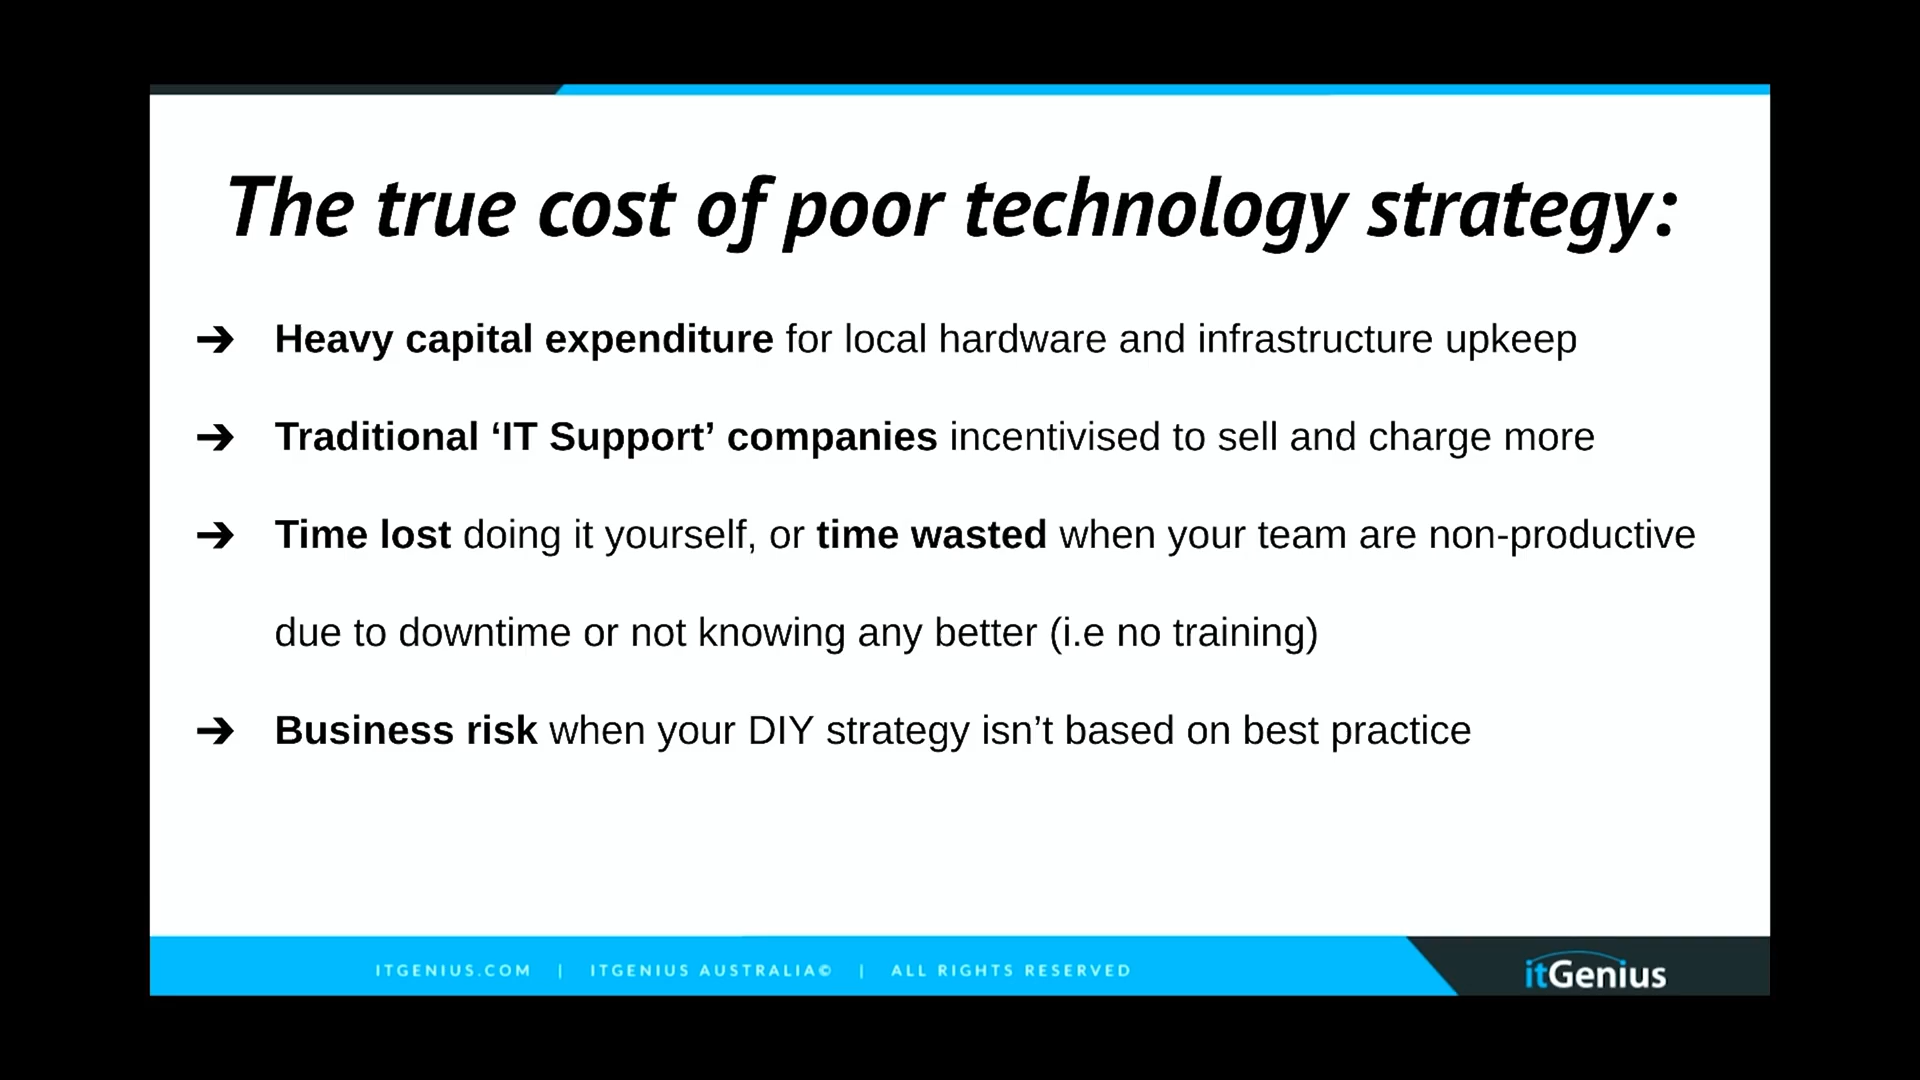 The true cost of poor technology strategy:
➔ Heavy capital expenditure for local hardware and infrastructure upkeep
➔ Traditional ‘IT Support’ companies incentivised to sell and charge more
➔ Time lost doing it yourself, or time wasted when your team are non-productive
due to downtime or not knowing any better (i.e no training)
➔ Business risk when your DIY strategy isn’t based on best practice
ITGENIUS.COM | ITGENIUS AUSTRALIA© | ALL RIGHTS RESERVED
itGenius